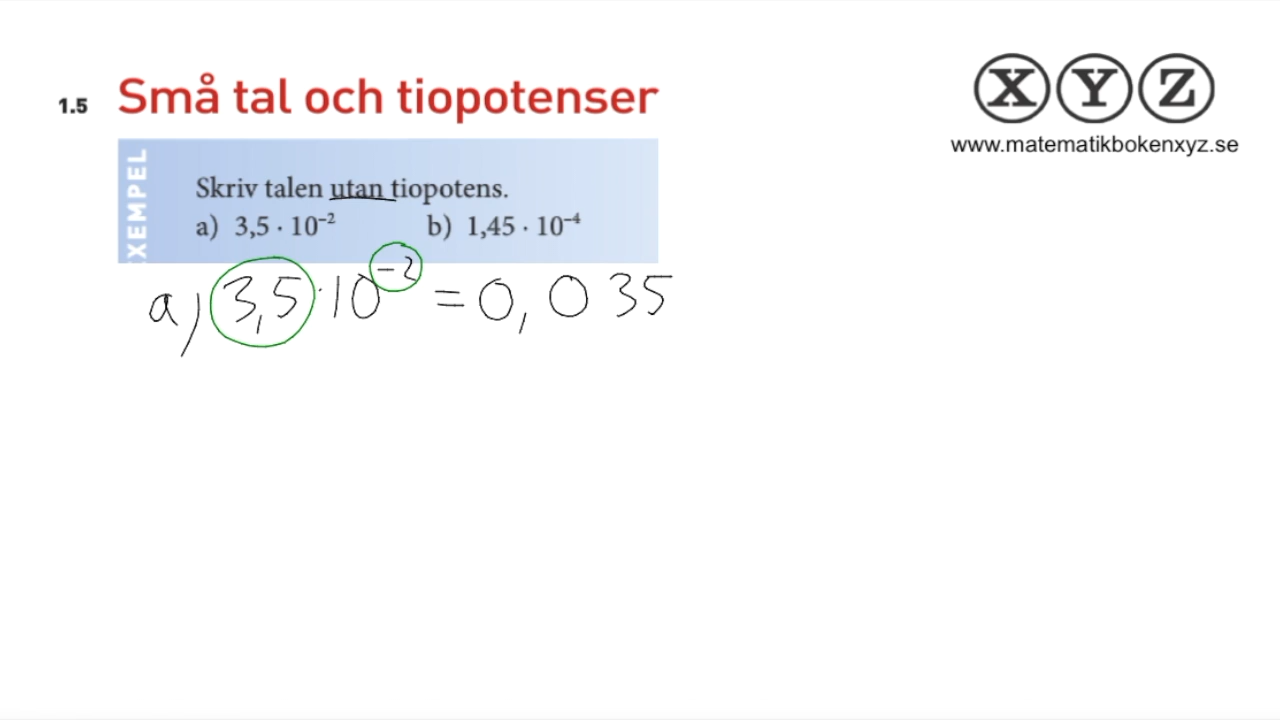 1.5 Små tal och tiopotenser
X Y Z
www.matematikbokenxyz.se
XEMPEL
Skriv talen utan tiopotens.
a) 3,5 · 10⁻² b) 1,45 · 10⁻⁴
a) 3,5 · 10⁻² = 0,035